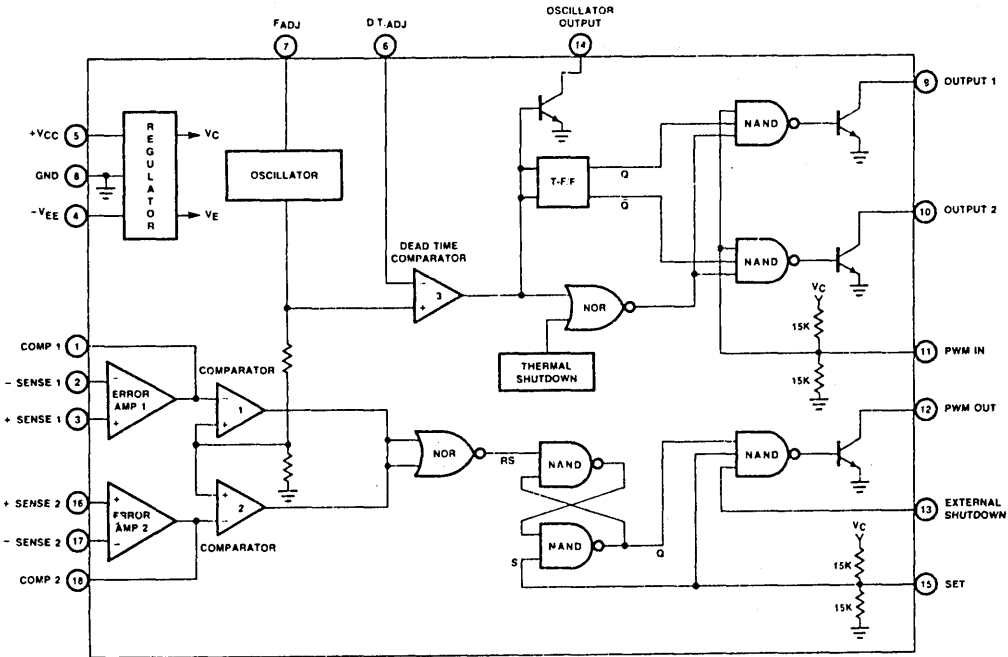 FADJ
D T.ADJ
OSCILLATOR
OUTPUT
7
6
14
9 OUTPUT 1
+VCC 5
GND 8
-VEE 4
REGULATOR
VC
VE
OSCILLATOR
T-F/F
Q
Q̄
NAND
10 OUTPUT 2
NAND
DEAD TIME
COMPARATOR
-
3
+
NOR
THERMAL
SHUTDOWN
VC
15K
11 PWM IN
15K
COMP 1 1
- SENSE 1 2
+ SENSE 1 3
-
ERROR
AMP 1
+
COMPARATOR
-
1
+
12 PWM OUT
NOR
RS
NAND
NAND
+ SENSE 2 16
- SENSE 2 17
COMP 2 18
+
ERROR
AMP 2
-
+
2
-
COMPARATOR
NAND
S
Q
13 EXTERNAL
SHUTDOWN
VC
15K
15 SET
15K